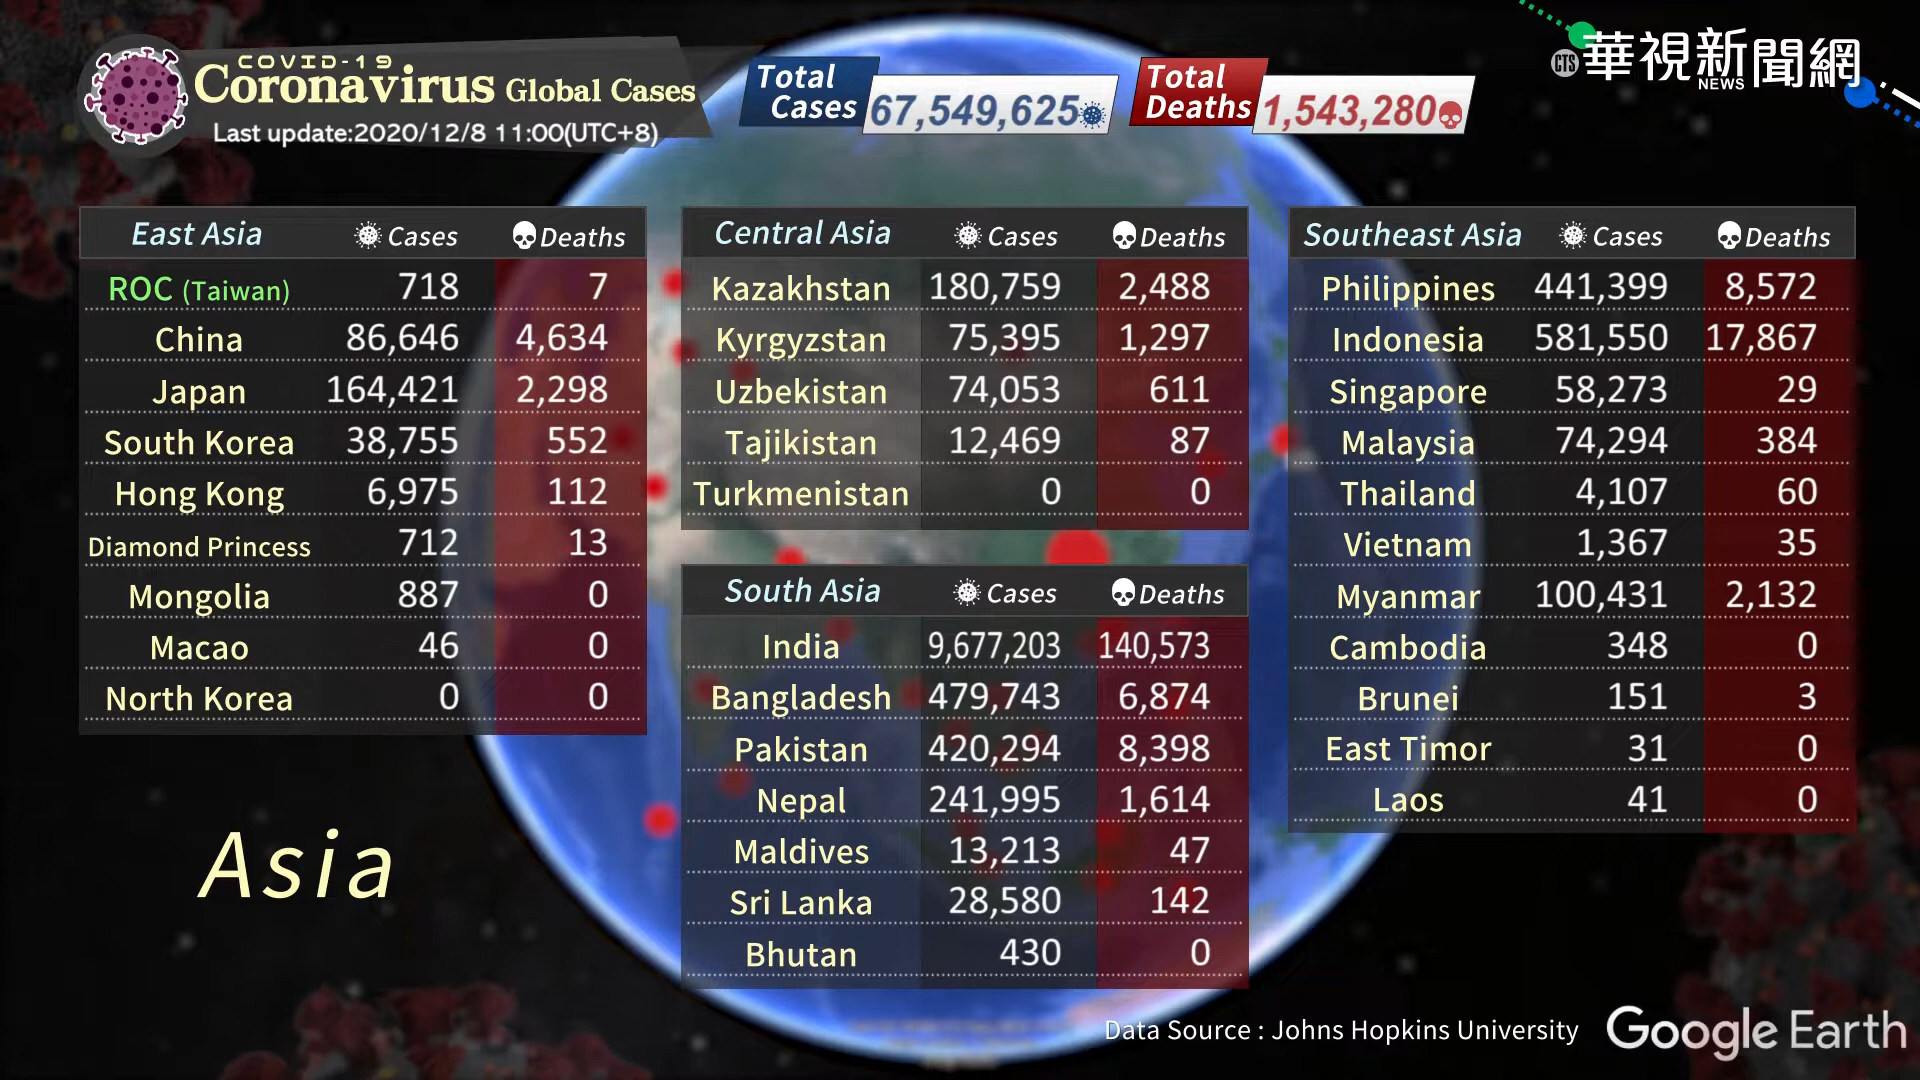 COVID-19
Coronavirus Global Cases
Last update:2020/12/8 11:00(UTC+8)
Total Cases 67,549,625
Total Deaths 1,543,280
CTS 華視新聞網
NEWS
East Asia Cases Deaths
ROC (Taiwan) 718 7
China 86,646 4,634
Japan 164,421 2,298
South Korea 38,755 552
Hong Kong 6,975 112
Diamond Princess 712 13
Mongolia 887 0
Macao 46 0
North Korea 0 0
Central Asia Cases Deaths
Kazakhstan 180,759 2,488
Kyrgyzstan 75,395 1,297
Uzbekistan 74,053 611
Tajikistan 12,469 87
Turkmenistan 0 0
South Asia Cases Deaths
India 9,677,203 140,573
Bangladesh 479,743 6,874
Pakistan 420,294 8,398
Nepal 241,995 1,614
Maldives 13,213 47
Sri Lanka 28,580 142
Bhutan 430 0
Southeast Asia Cases Deaths
Philippines 441,399 8,572
Indonesia 581,550 17,867
Singapore 58,273 29
Malaysia 74,294 384
Thailand 4,107 60
Vietnam 1,367 35
Myanmar 100,431 2,132
Cambodia 348 0
Brunei 151 3
East Timor 31 0
Laos 41 0
Asia
Data Source : Johns Hopkins University
Google Earth